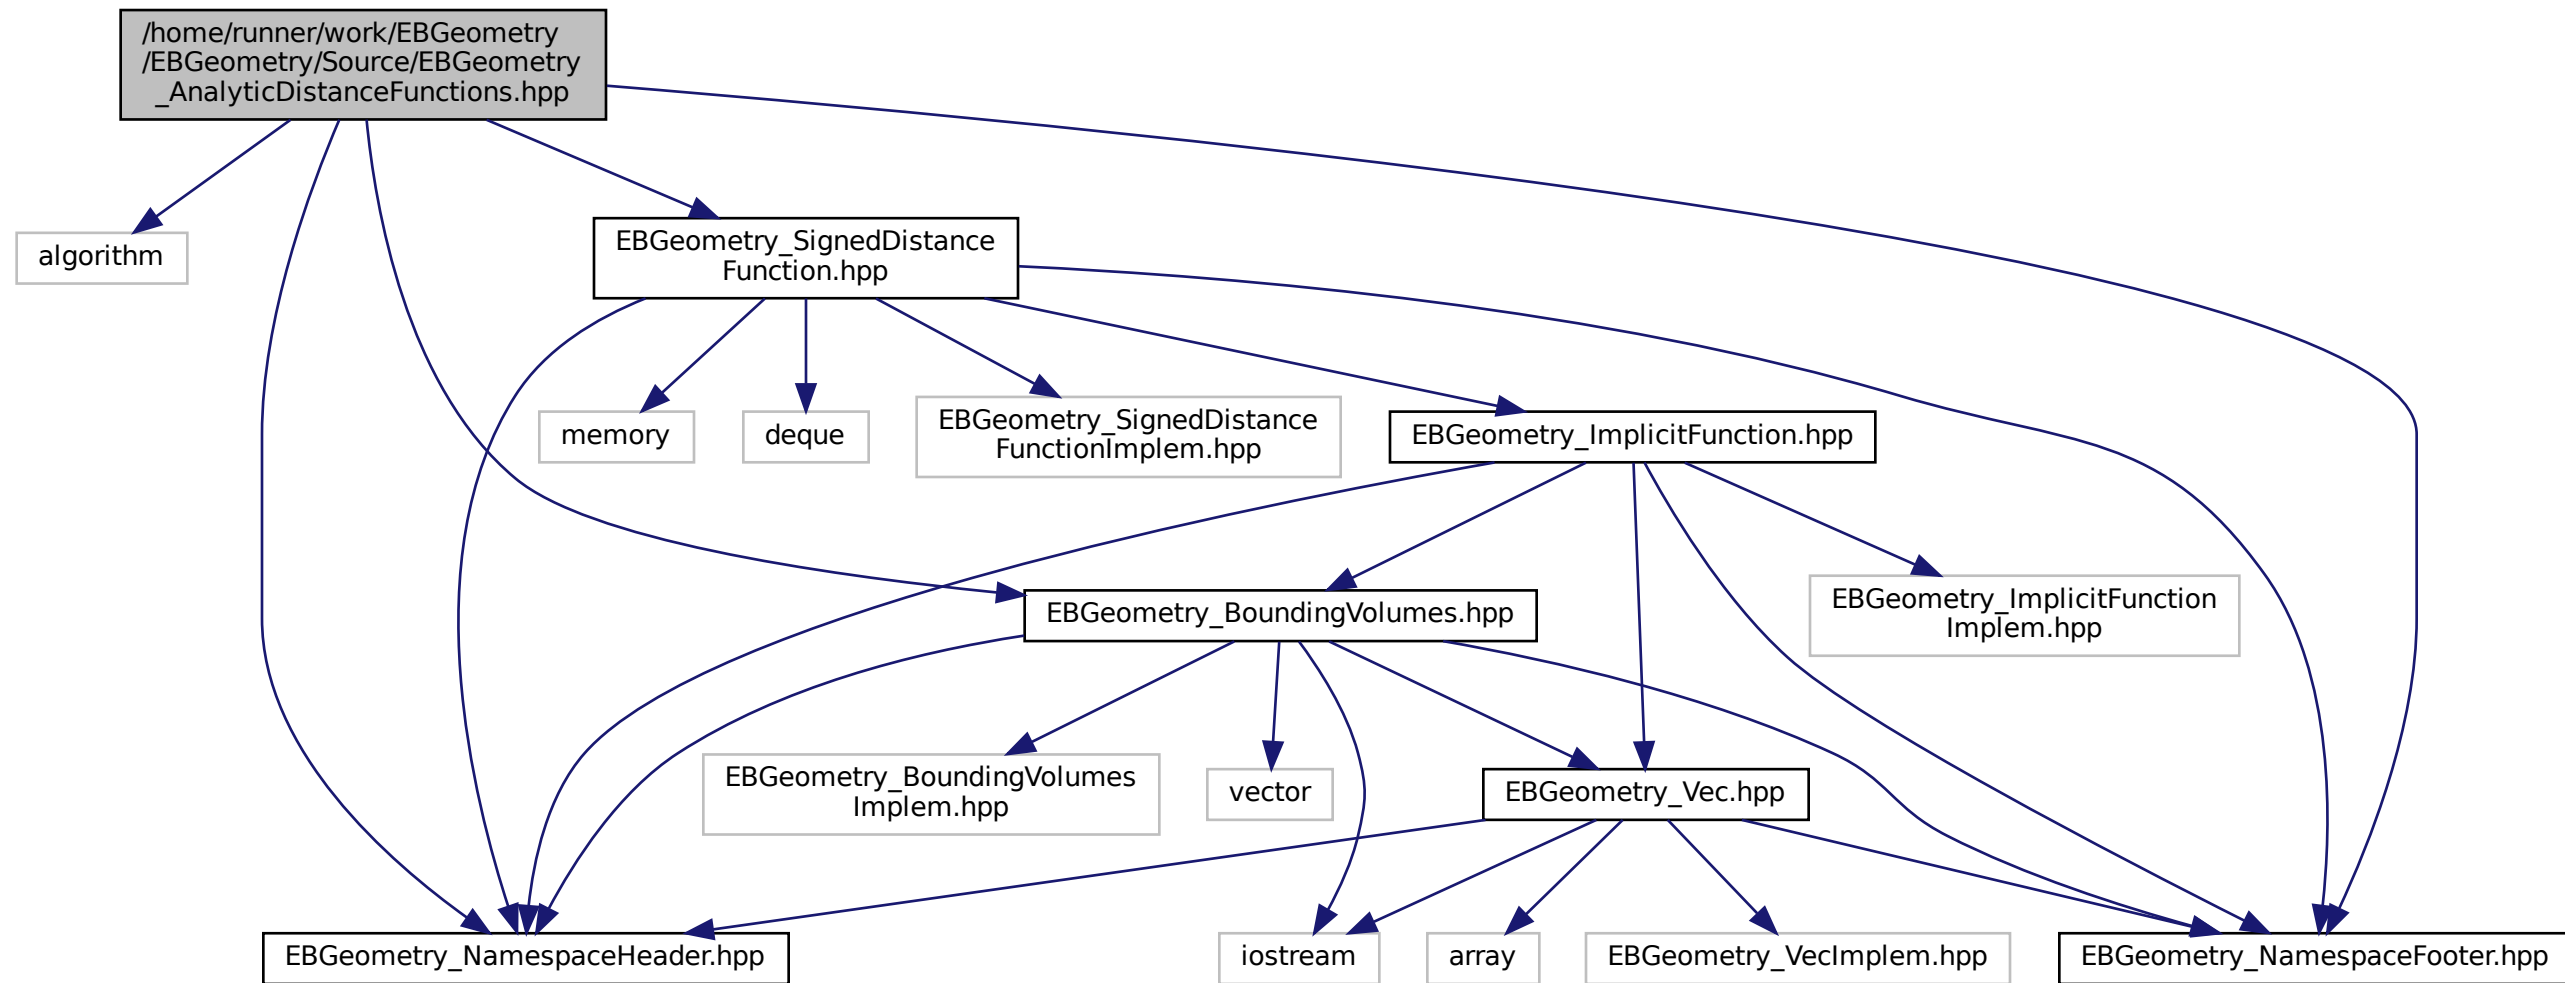 /home/runner/work/EBGeometry
/EBGeometry/Source/EBGeometry
_AnalyticDistanceFunctions.hpp
algorithm
EBGeometry_SignedDistance
Function.hpp
memory
deque
EBGeometry_SignedDistance
FunctionImplem.hpp
EBGeometry_ImplicitFunction.hpp
EBGeometry_BoundingVolumes.hpp
EBGeometry_ImplicitFunction
Implem.hpp
EBGeometry_BoundingVolumes
Implem.hpp
vector
EBGeometry_Vec.hpp
EBGeometry_NamespaceHeader.hpp
iostream
array
EBGeometry_VecImplem.hpp
EBGeometry_NamespaceFooter.hpp